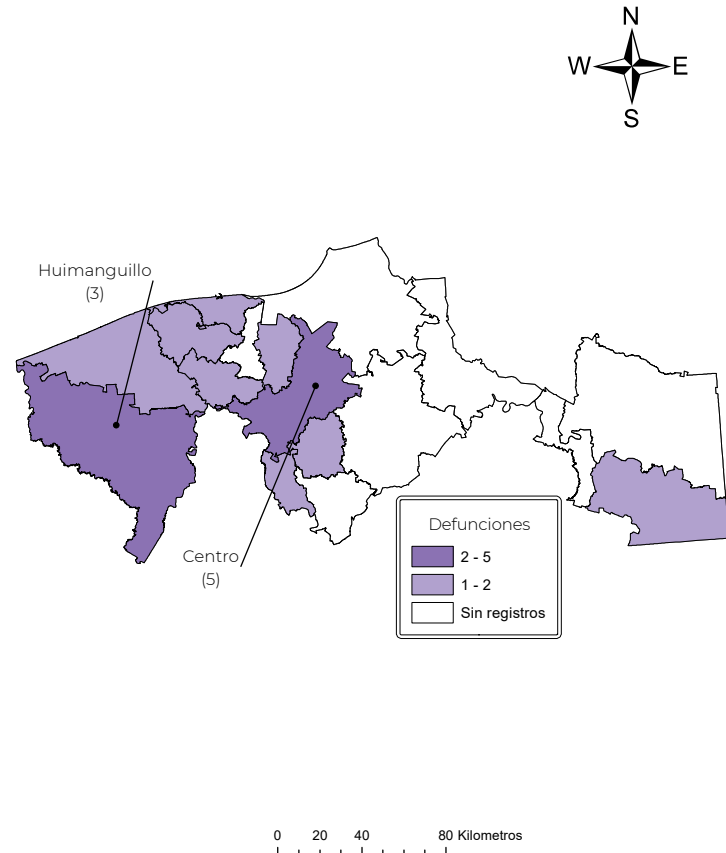 N
W E
S
Huimanguillo
(3)
Centro
(5)
Defunciones
2 - 5
1 - 2
Sin registros
0 20 40 80 Kilometros